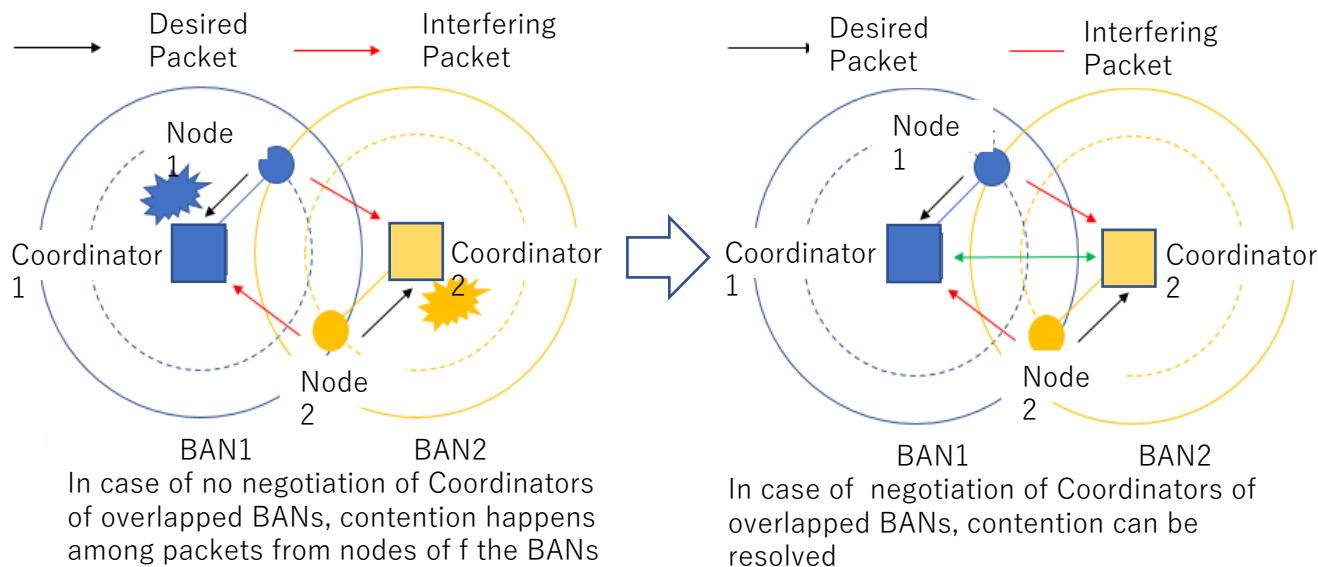 Desired
Packet
Interfering
Packet
Node
1
Coordinator
1
Coordinator
2
Node
2
BAN1
BAN2
In case of no negotiation of Coordinators
of overlapped BANs, contention happens
among packets from nodes of f the BANs
Desired
Packet
Interfering
Packet
Node
1
Coordinator
1
Coordinator
2
Node
2
BAN1
BAN2
In case of  negotiation of Coordinators of
overlapped BANs, contention can be
resolved